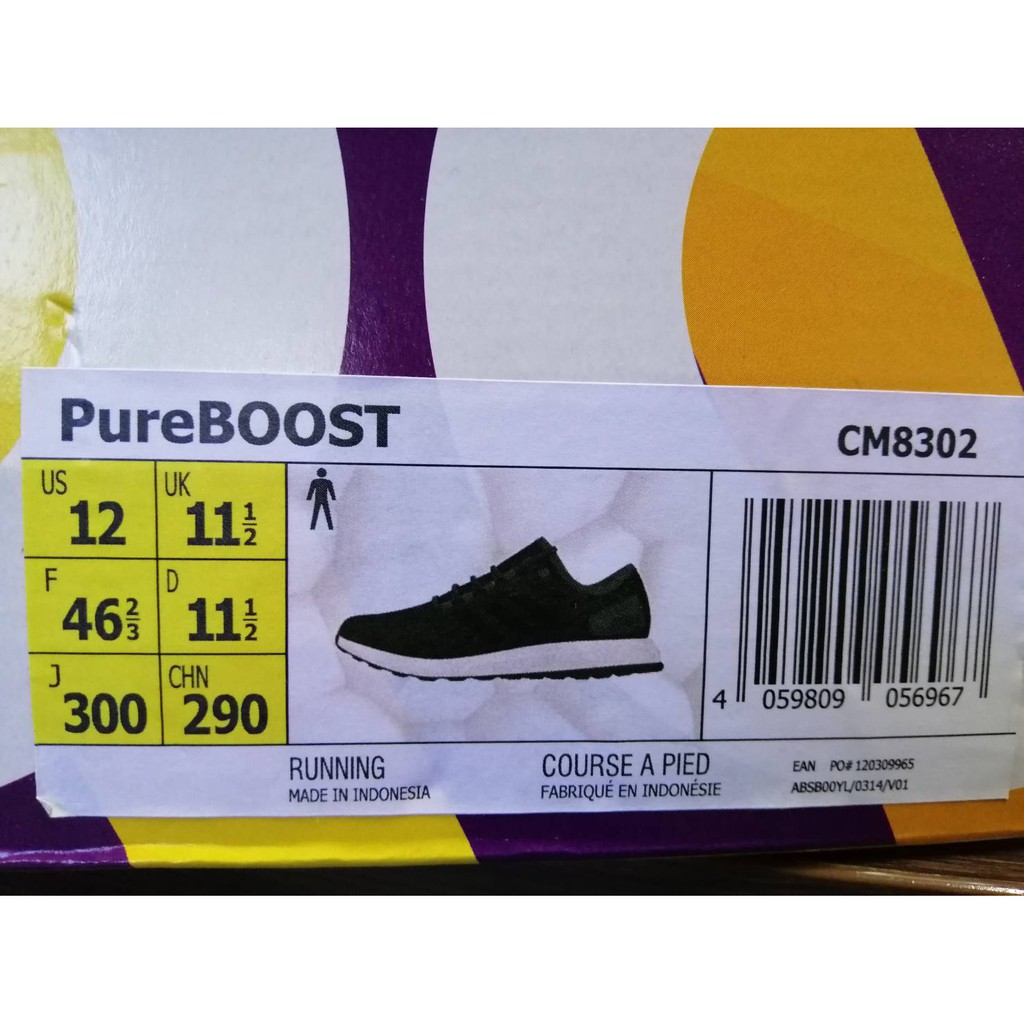 PureBOOST
CM8302
US 12
UK 11 1/2
F 46 2/3
D 11 1/2
J 300
CHN 290
4 059809 056967
RUNNING
MADE IN INDONESIA
COURSE A PIED
FABRIQUÉ EN INDONÉSIE
EAN PO# 120309965
ABSB00YL/0314/V01